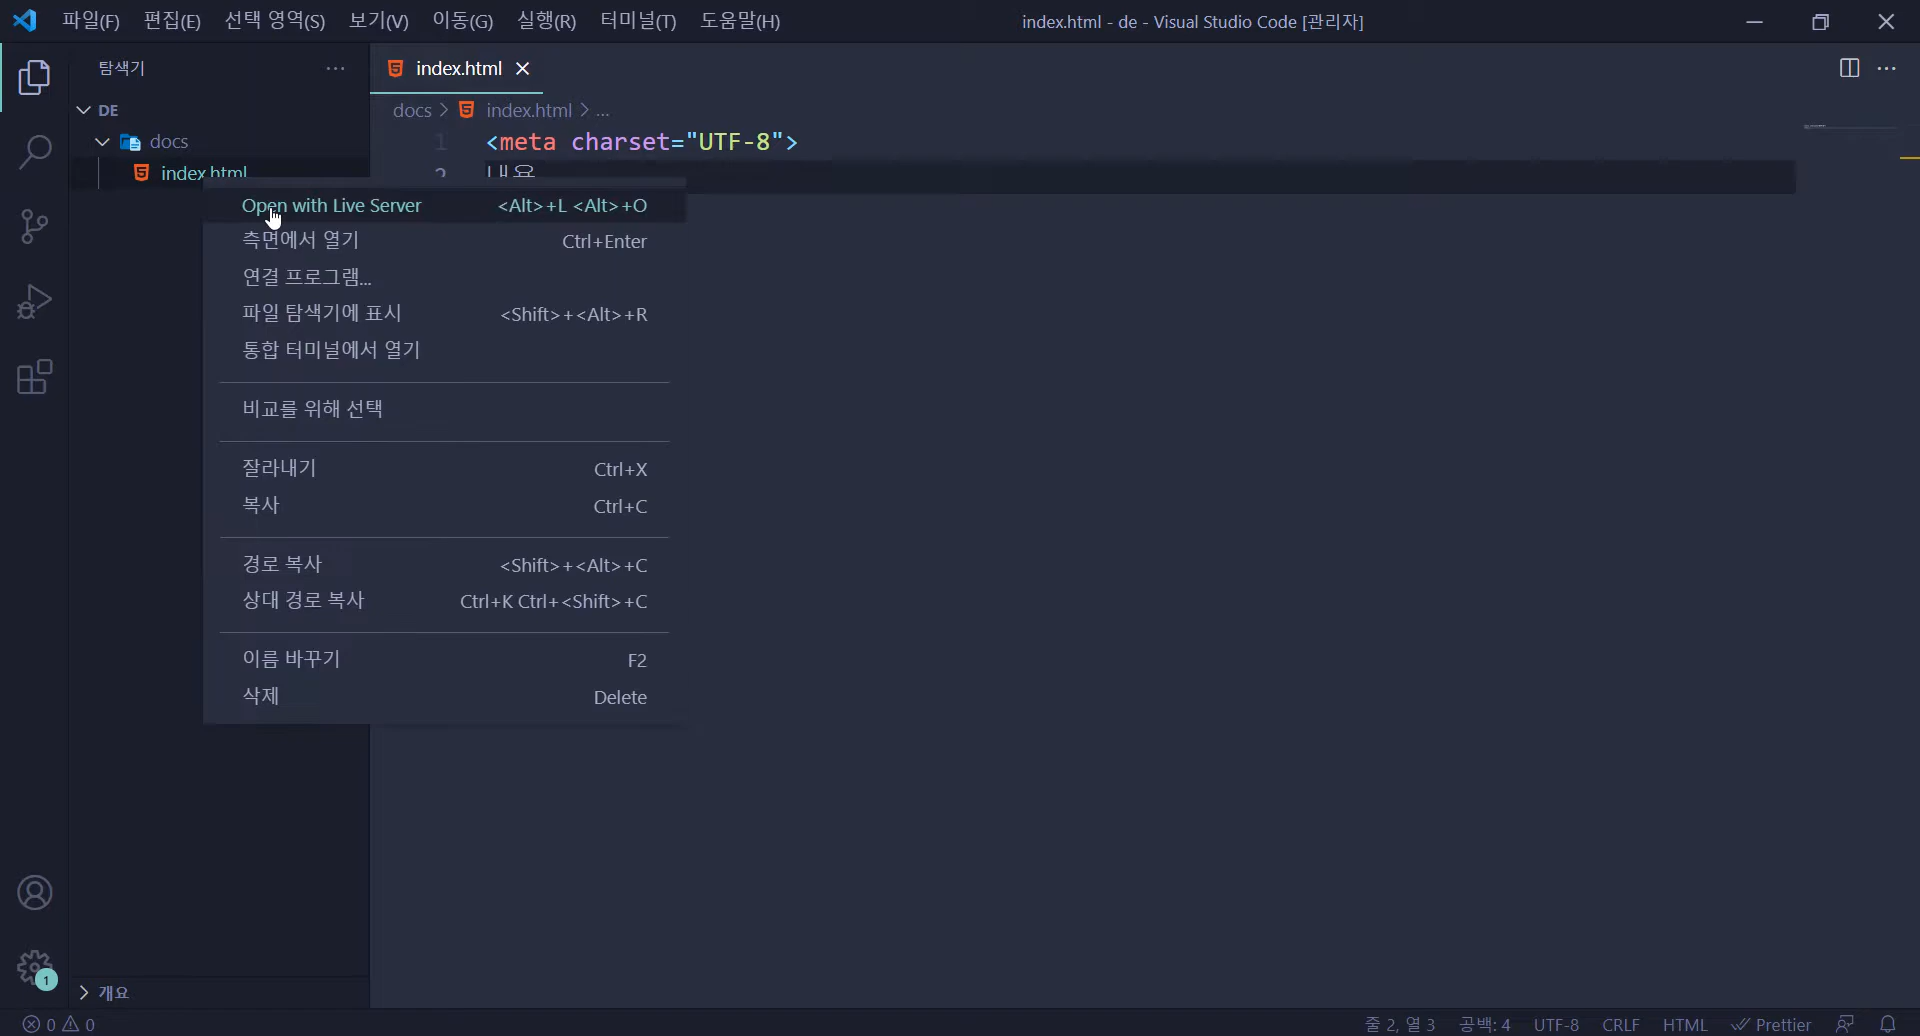 파일(F) 편집(E) 선택 영역(S) 보기(V) 이동(G) 실행(R) 터미널(T) 도움말(H) index.html - de - Visual Studio Code [관리자]
탐색기 ...
index.html
DE
docs > index.html > ...
docs
1 <meta charset="UTF-8">
index.html
2 내용
Open with Live Server <Alt>+L <Alt>+O
측면에서 열기 Ctrl+Enter
연결 프로그램...
파일 탐색기에 표시 <Shift>+<Alt>+R
통합 터미널에서 열기
비교를 위해 선택
잘라내기 Ctrl+X
복사 Ctrl+C
경로 복사 <Shift>+<Alt>+C
상대 경로 복사 Ctrl+K Ctrl+<Shift>+C
이름 바꾸기 F2
삭제 Delete
1
개요
0 0 줄 2, 열 3 공백: 4 UTF-8 CRLF HTML Prettier